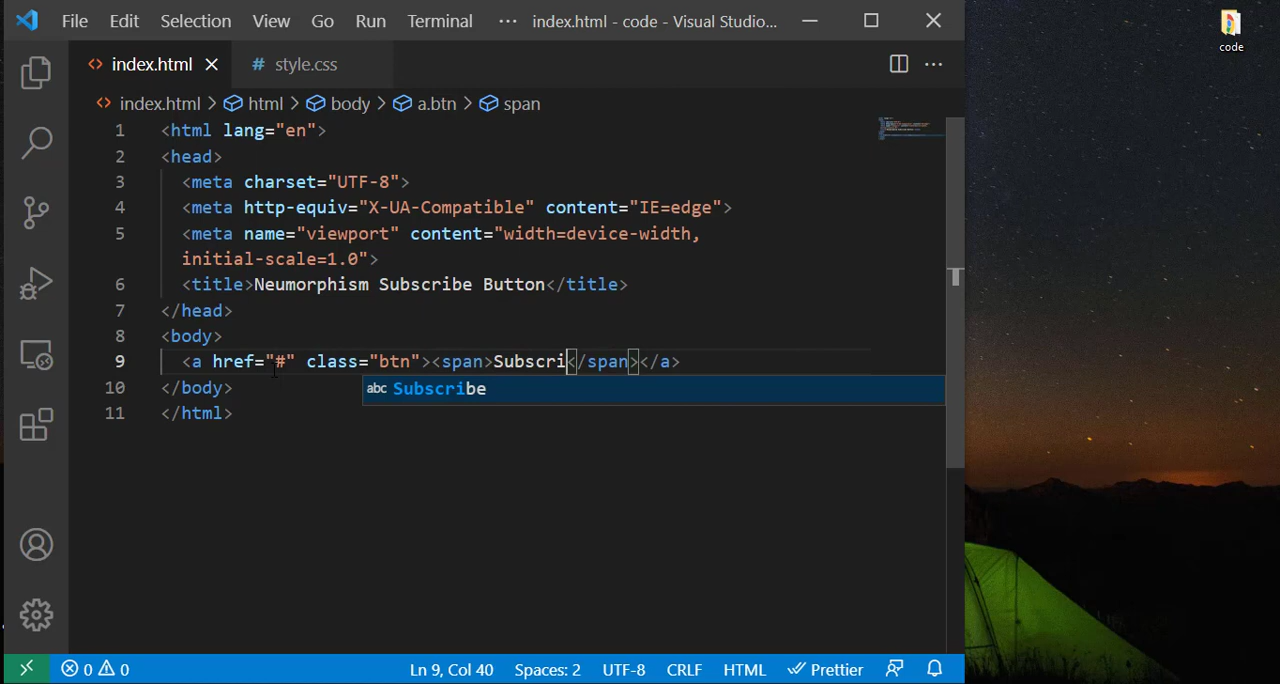 File Edit Selection View Go Run Terminal ··· index.html - code - Visual Studio...
code
index.html # style.css
index.html > html > body > a.btn > span
1 <html lang="en">
2 <head>
3 <meta charset="UTF-8">
4 <meta http-equiv="X-UA-Compatible" content="IE=edge">
5 <meta name="viewport" content="width=device-width,
initial-scale=1.0">
6 <title>Neumorphism Subscribe Button</title>
7 </head>
8 <body>
9 <a href="#" class="btn"><span>Subscri</span></a>
abc Subscribe
10 </body>
11 </html>
0 0 Ln 9, Col 40 Spaces: 2 UTF-8 CRLF HTML Prettier